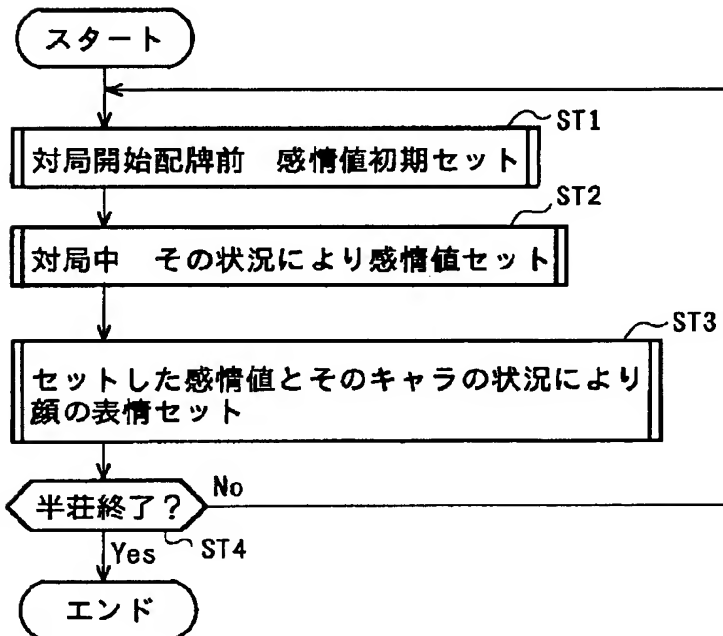 スタート
ST1
対局開始配牌前　感情値初期セット
ST2
対局中　その状況により感情値セット
ST3
セットした感情値とそのキャラの状況により
顔の表情セット
半荘終了？
No
Yes
ST4
エンド